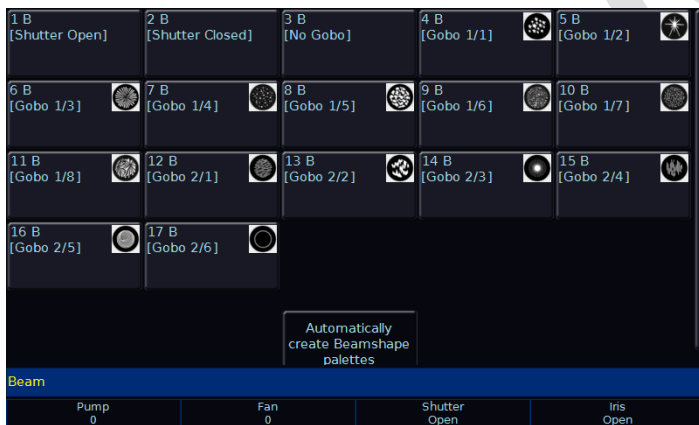 1 B
[Shutter Open]
2 B
[Shutter Closed]
3 B
[No Gobo]
4 B
[Gobo 1/1]
5 B
[Gobo 1/2]
6 B
[Gobo 1/3]
7 B
[Gobo 1/4]
8 B
[Gobo 1/5]
9 B
[Gobo 1/6]
10 B
[Gobo 1/7]
11 B
[Gobo 1/8]
12 B
[Gobo 2/1]
13 B
[Gobo 2/2]
14 B
[Gobo 2/3]
15 B
[Gobo 2/4]
16 B
[Gobo 2/5]
17 B
[Gobo 2/6]
Automatically
create Beamshape
palettes
Beam
Pump
0
Fan
0
Shutter
Open
Iris
Open